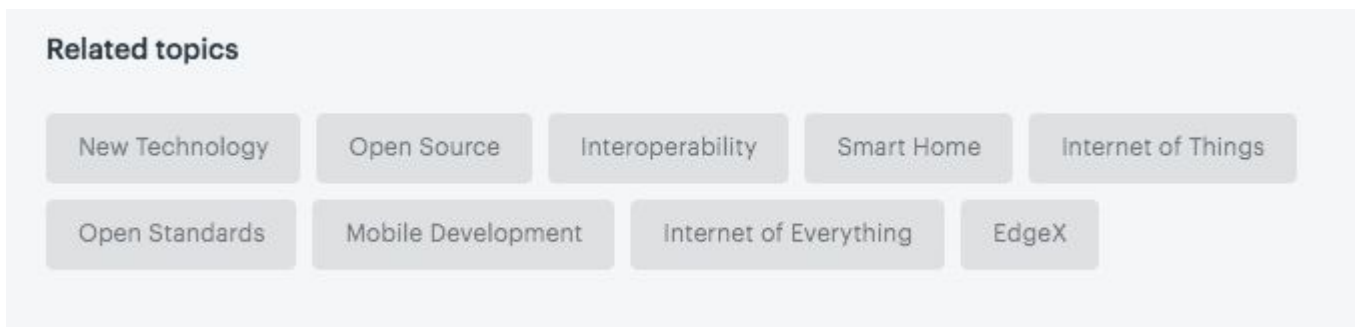 Related topics
New Technology Open Source Interoperability Smart Home Internet of Things
Open Standards Mobile Development Internet of Everything EdgeX